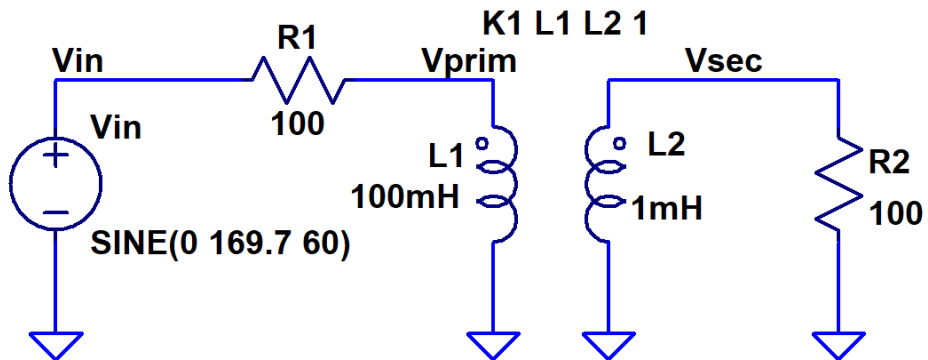 K1 L1 L2 1
R1
Vin
Vprim
Vsec
100
Vin
L1
100mH
L2
1mH
R2
100
SINE(0 169.7 60)